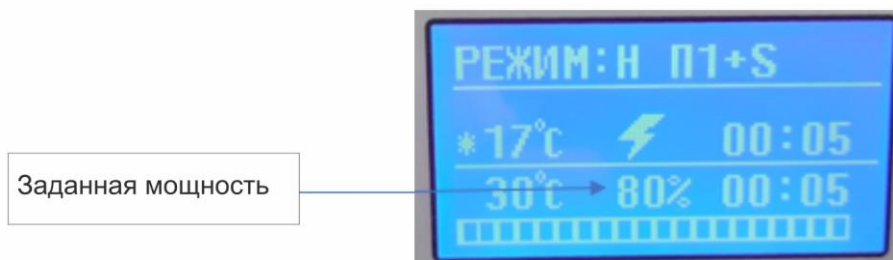 РЕЖИМ:Н П1+S
*17°C 00:05
Заданная мощность
30°C 80% 00:05